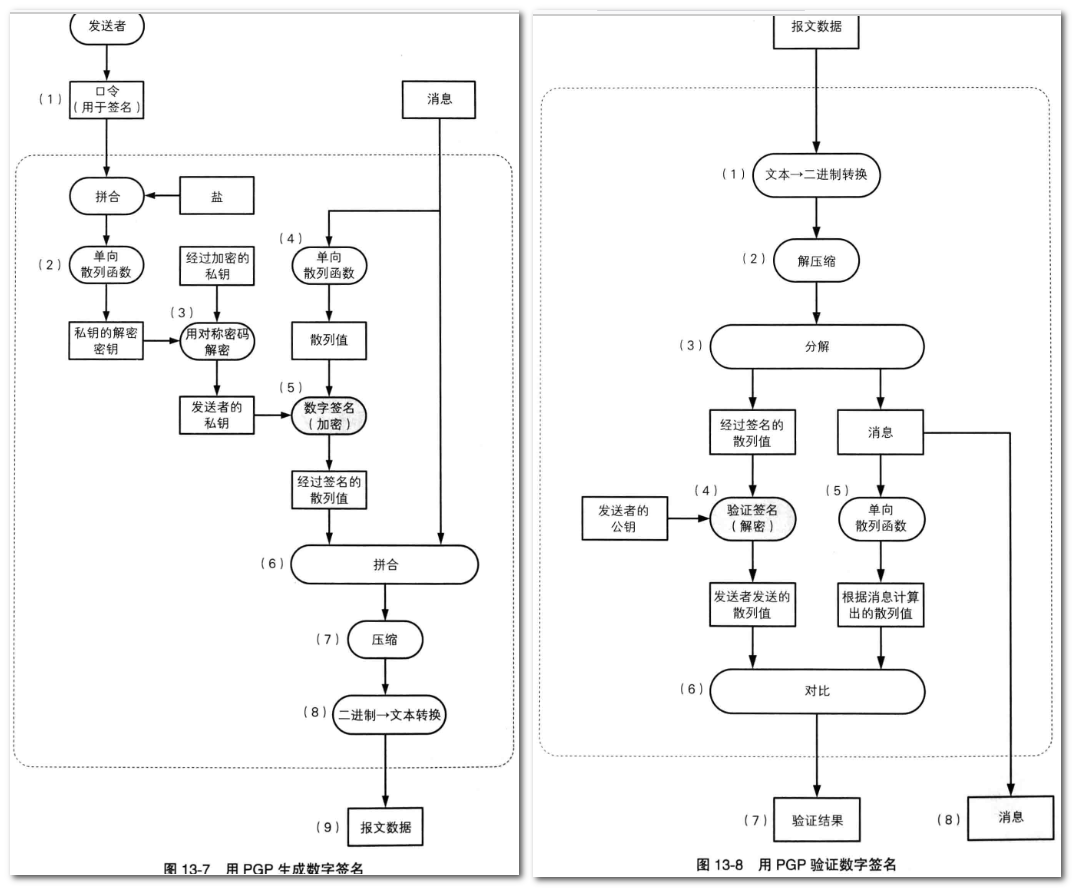 发送者
(1)
口令
(用于签名)
消息
拼合
盐
(2)
单向
散列函数
经过加密的
私钥
(4)
单向
散列函数
私钥的解密
密钥
(3)
用对称密码
解密
散列值
发送者的
私钥
(5)
数字签名
(加密)
经过签名的
散列值
(6)
拼合
(7)
压缩
(8)
二进制→文本转换
(9)
报文数据
图 13-7 用 PGP 生成数字签名
报文数据
(1)
文本→二进制转换
(2)
解压缩
(3)
分解
经过签名的
散列值
消息
发送者的
公钥
(4)
验证签名
(解密)
(5)
单向
散列函数
发送者发送的
散列值
根据消息计算
出的散列值
(6)
对比
(7)
验证结果
(8)
消息
图 13-8 用 PGP 验证数字签名